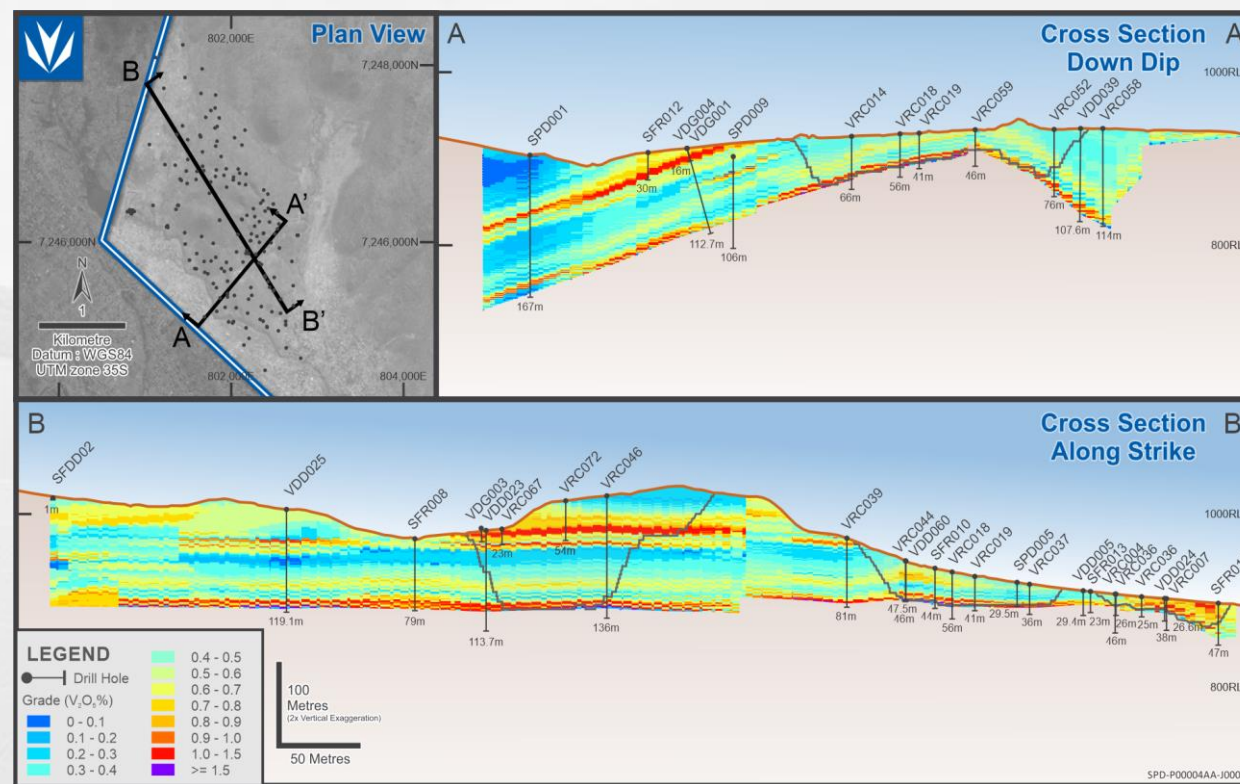 Plan View
802,000E
7,248,000N
B
A'
7,246,000N
N
1
Kilometre
Datum : WGS84
UTM zone 35S
A
B'
802,000E
804,000E
A
Cross Section
Down Dip
A'
1000RL
SPD001
SFR012
VDG004
VDG001
SPD009
VRC014
VRC018
VRC019
VRC059
VRC052
VDD039
VRC058
16m
30m
112.7m
106m
167m
66m
56m
41m
46m
76m
107.6m
114m
800RL
B
Cross Section
Along Strike
SFDD02
VDD025
SFR008
VDG003
VDD023
VRC067
VRC072
VRC046
VRC039
VRC044
VDD060
SFR010
VRC018
VRC019
SPD005
VRC037
VDD005
SFR013
VRC004
VRC036
VRC036
VDD024
VRC007
1000RL
1m
119.1m
79m
23m
113.7m
54m
136m
81m
47.5m
46m
44m
56m
41m
29.5m
36m
29.4m
23m
26m
46m
25m
38m
26.6m
47m
800RL
LEGEND
Drill Hole
Grade (V₂O₅%)
0 - 0.1
0.1 - 0.2
0.2 - 0.3
0.3 - 0.4
0.4 - 0.5
0.5 - 0.6
0.6 - 0.7
0.7 - 0.8
0.8 - 0.9
0.9 - 1.0
1.0 - 1.5
>= 1.5
100
Metres
(2x Vertical Exaggeration)
50 Metres